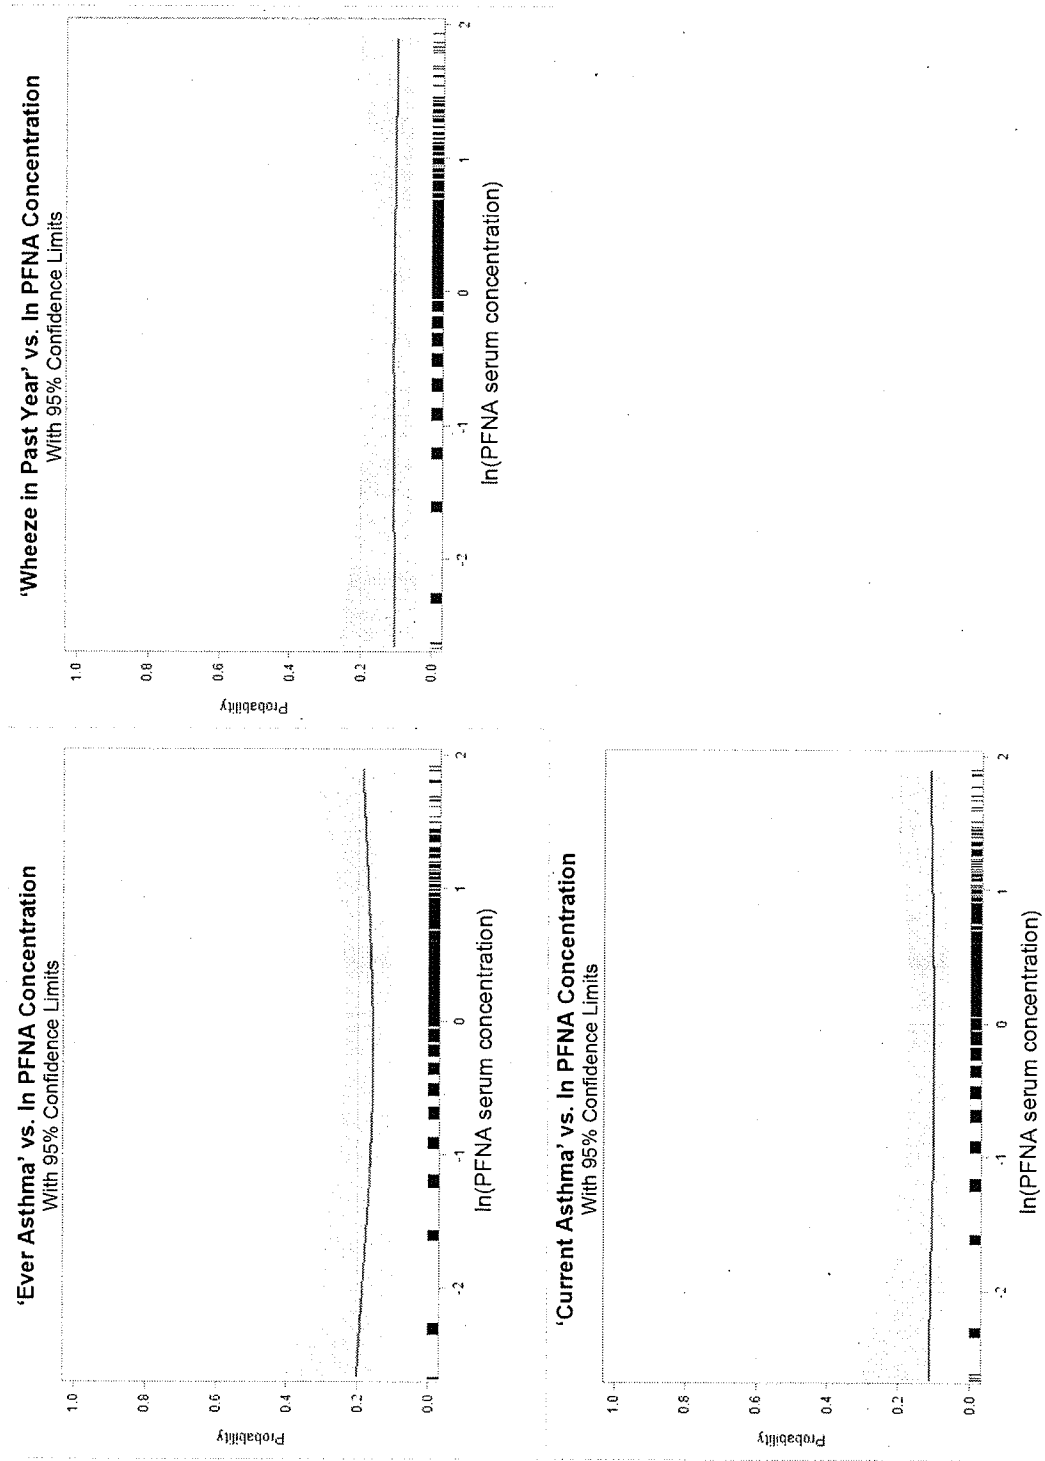 'Ever Asthma' vs. ln PFNA Concentration
With 95% Confidence Limits
Probability
1.0
0.8
0.6
0.4
0.2
0.0
-2
-1
0
1
2
ln(PFNA serum concentration)
'Wheeze in Past Year' vs. ln PFNA Concentration
With 95% Confidence Limits
Probability
1.0
0.8
0.6
0.4
0.2
0.0
-2
-1
0
1
2
ln(PFNA serum concentration)
'Current Asthma' vs. ln PFNA Concentration
With 95% Confidence Limits
Probability
1.0
0.8
0.6
0.4
0.2
0.0
-2
-1
0
1
2
ln(PFNA serum concentration)